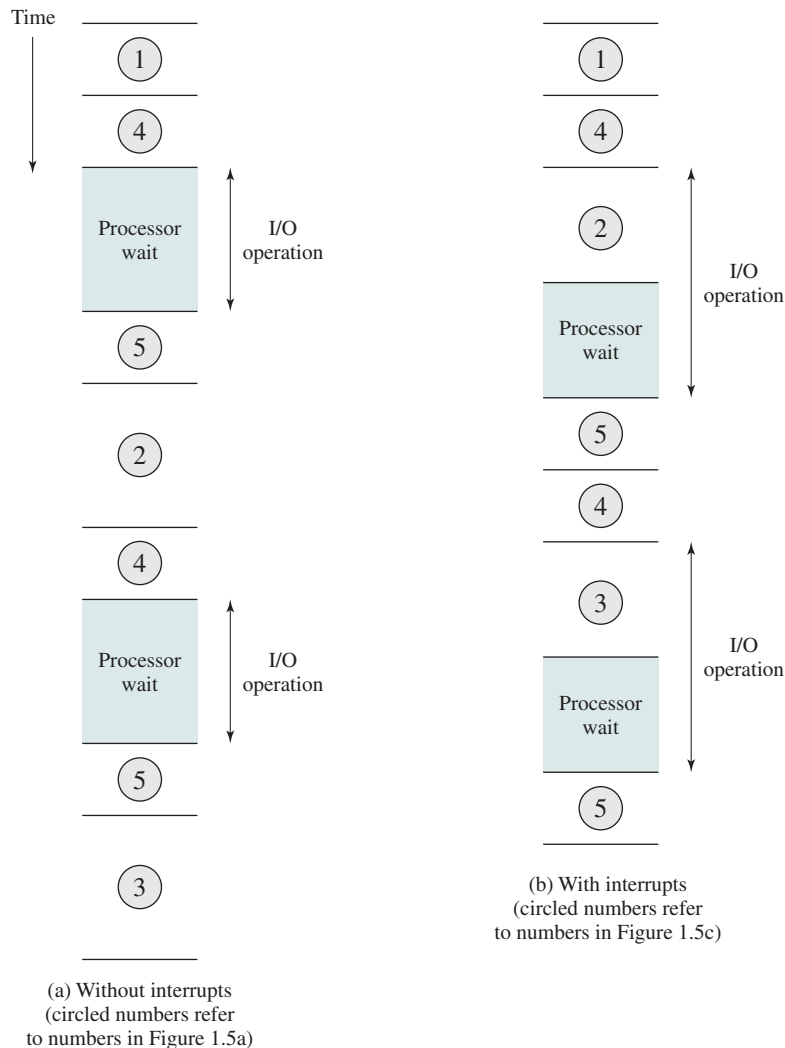 Time
1
4
Processor
wait
I/O
operation
5
2
4
Processor
wait
I/O
operation
5
3
(a) Without interrupts
(circled numbers refer
to numbers in Figure 1.5a)
1
4
2
I/O
operation
Processor
wait
5
4
3
I/O
operation
Processor
wait
5
(b) With interrupts
(circled numbers refer
to numbers in Figure 1.5c)